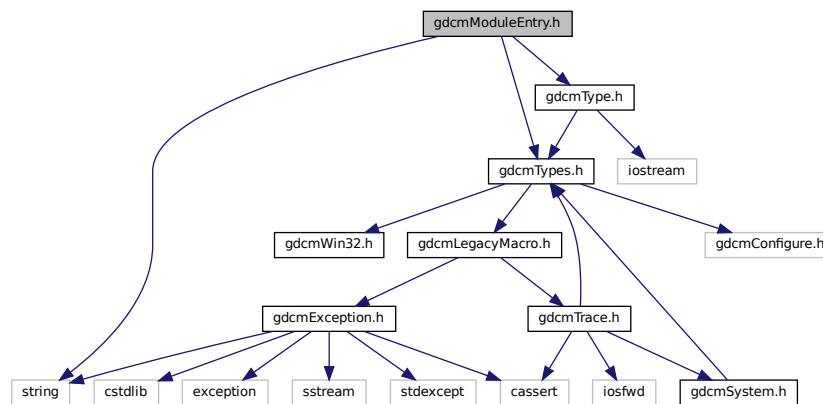 gdcmModuleEntry.h
gdcmType.h
gdcmTypes.h
iostream
gdcmWin32.h
gdcmLegacyMacro.h
gdcmConfigure.h
gdcmException.h
gdcmTrace.h
string
cstdlib
exception
sstream
stdexcept
cassert
iosfwd
gdcmSystem.h